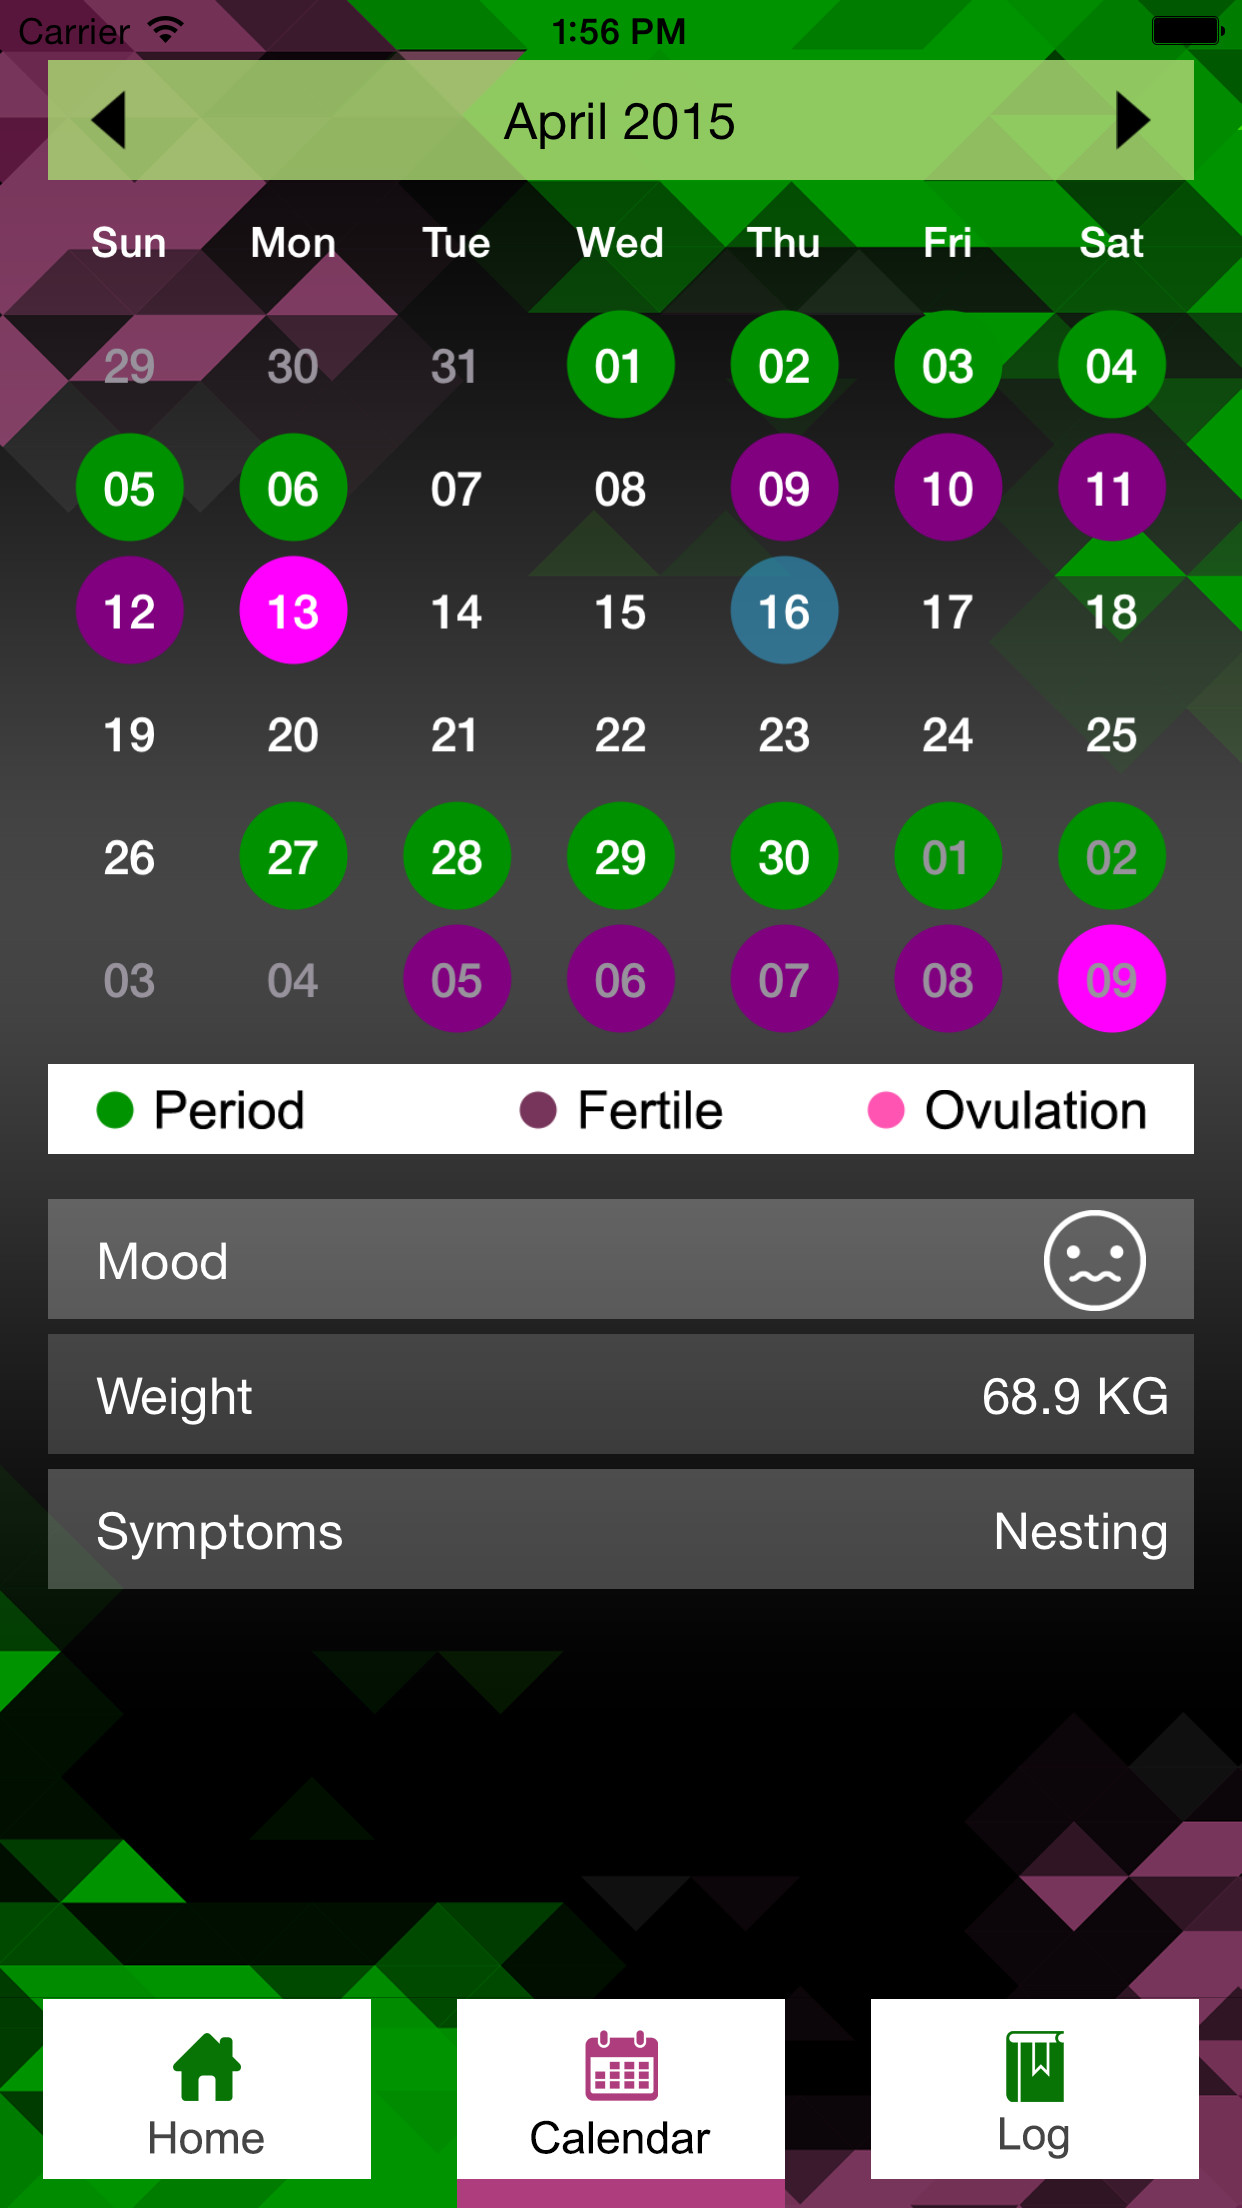 Carrier 1:56 PM
April 2015
Sun Mon Tue Wed Thu Fri Sat
29 30 31 01 02 03 04
05 06 07 08 09 10 11
12 13 14 15 16 17 18
19 20 21 22 23 24 25
26 27 28 29 30 01 02
03 04 05 06 07 08 09
Period Fertile Ovulation
Mood
Weight 68.9 KG
Symptoms Nesting
Home Calendar Log